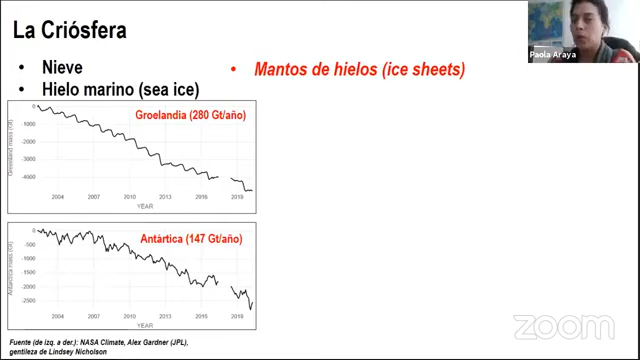 La Criósfera
Paola Araya
• Nieve
• Hielo marino (sea ice)
• Mantos de hielos (ice sheets)
Groelandia (280 Gt/año)
Greenland mass (Gt)
0
-1000
-2000
-3000
-4000
2004 2007 2010 2013 2016 2019
YEAR
Antártica (147 Gt/año)
Antarctica mass (Gt)
0
-500
-1000
-1500
-2000
-2500
2004 2007 2010 2013 2016 2019
YEAR
Fuente (de izq. a der.): NASA Climate, Alex Gardner (JPL),
gentileza de Lindsey Nicholson
zoom